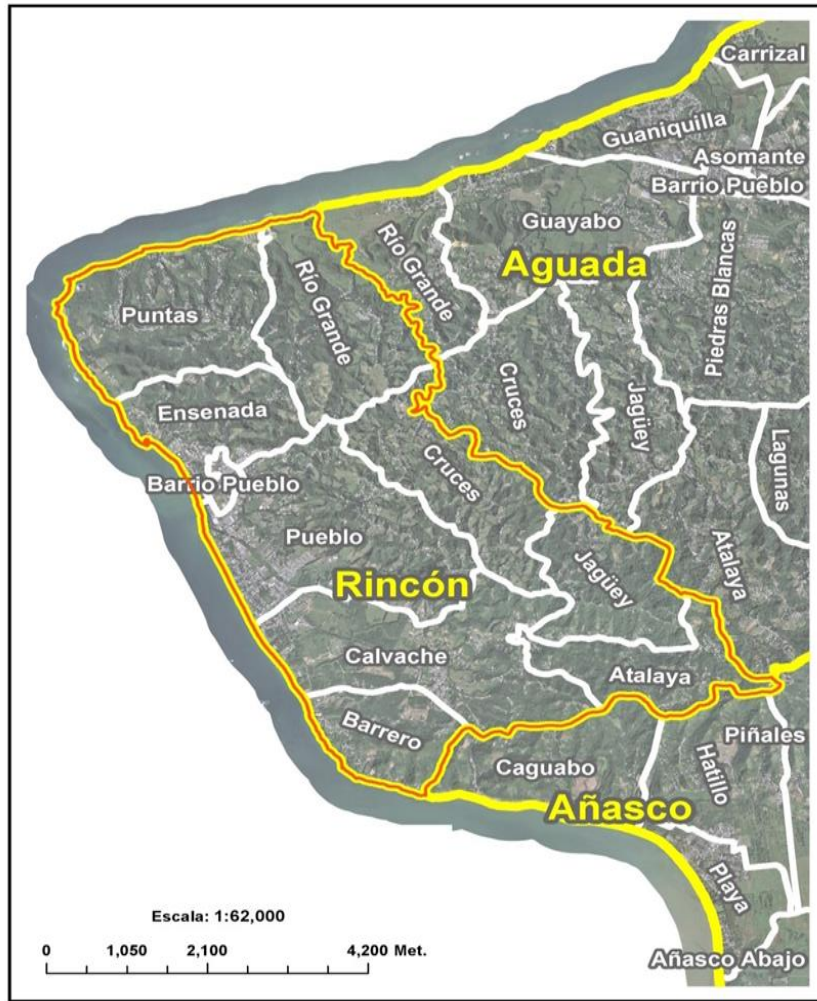 Carrizal
Guaniquilla
Asomante
Barrio Pueblo
Guayabo
Río Grande
Aguada
Piedras Blancas
Río Grande
Puntas
Cruces
Jagüey
Ensenada
Lagunas
Cruces
Barrio Pueblo
Pueblo
Atalaya
Jagüey
Rincón
Calvache
Atalaya
Barrero
Piñales
Hatillo
Caguabo
Añasco
Playa
Añasco Abajo
Escala: 1:62,000
0 1,050 2,100 4,200 Met.